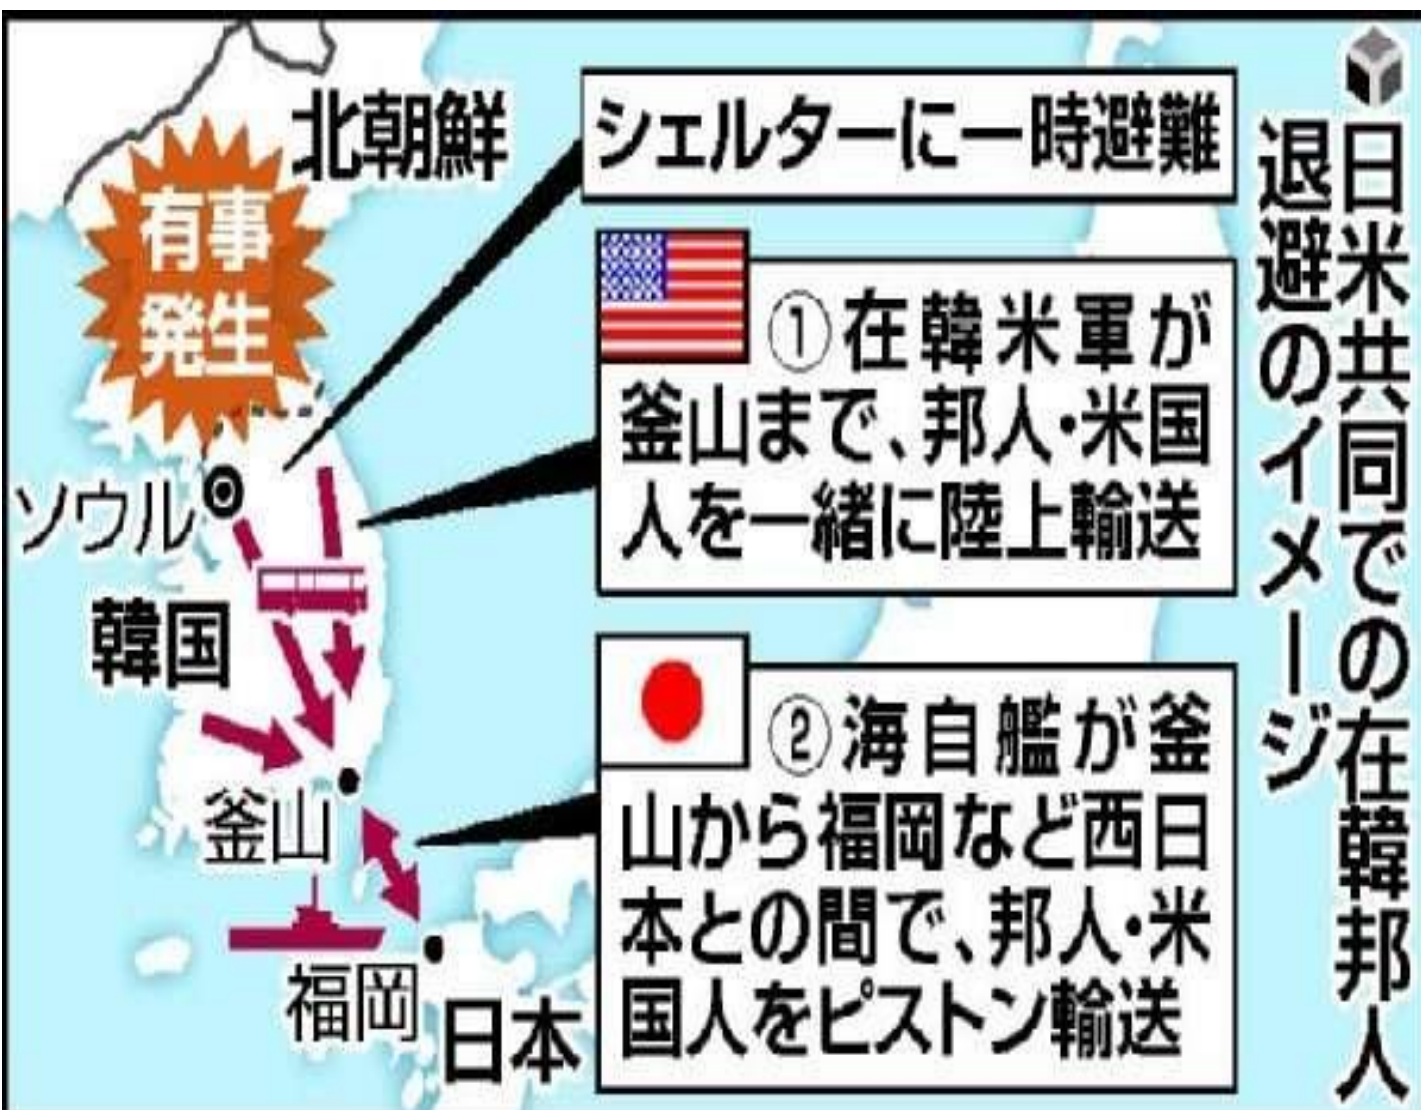 日米共同での在韓邦人
退避のイメージ
北朝鮮
シェルターに一時避難
有事
発生
①在韓米軍が
釜山まで、邦人・米国
人を一緒に陸上輸送
ソウル
韓国
②海自艦が釜
山から福岡など西日
本との間で、邦人・米
国人をピストン輸送
釜山
福岡
日本